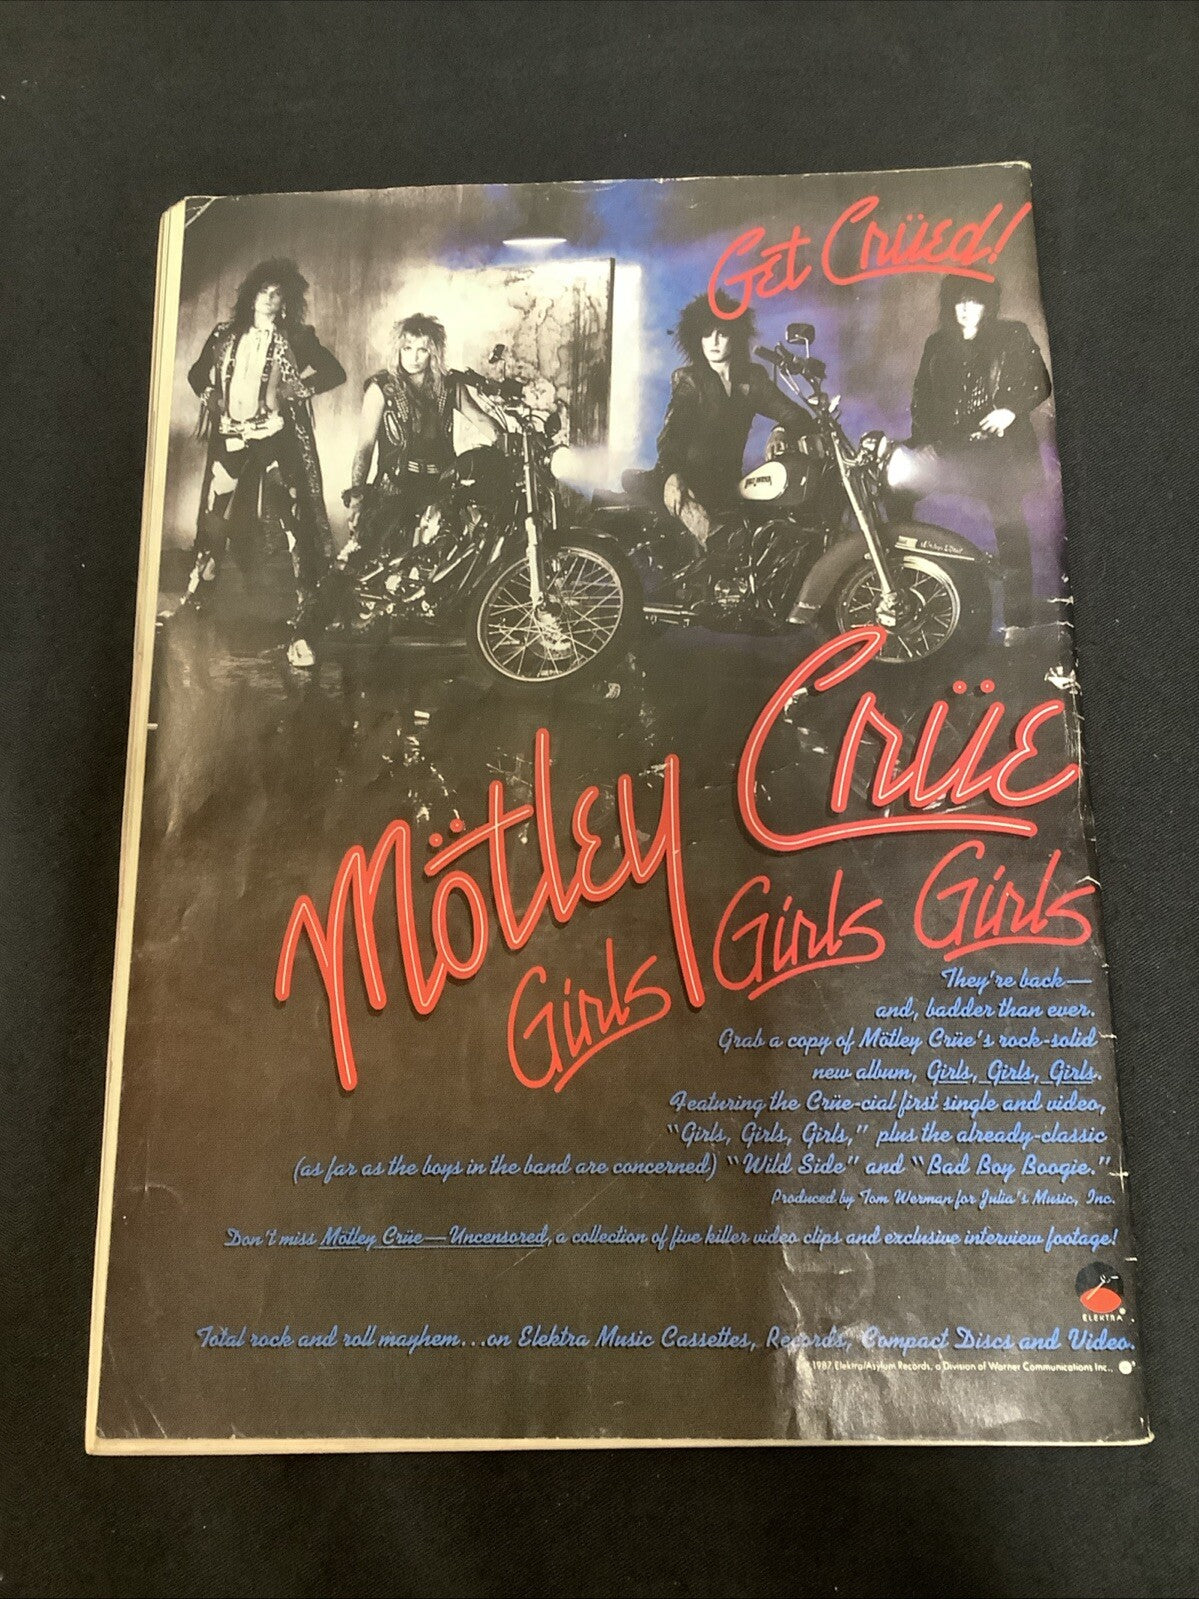 Get Crüed!
Mötley Crüe
Girls Girls Girls
They're back—
and, badder than ever.
Grab a copy of Mötley Crüe's rock-solid
new album, Girls, Girls, Girls.
Featuring the Crüe-cial first single and video,
"Girls, Girls, Girls," plus the already-classic
(as far as the boys in the band are concerned) "Wild Side" and "Bad Boy Boogie."
Produced by Tom Werman for Julia's Music, Inc.
Don't miss Mötley Crüe—Uncensored, a collection of five killer video clips and exclusive interview footage!
ELEKTRA
Total rock and roll mayhem...on Elektra Music Cassettes, Records, Compact Discs and Video.
1987 Elektra/Asylum Records, a Division of Warner Communications Inc.,